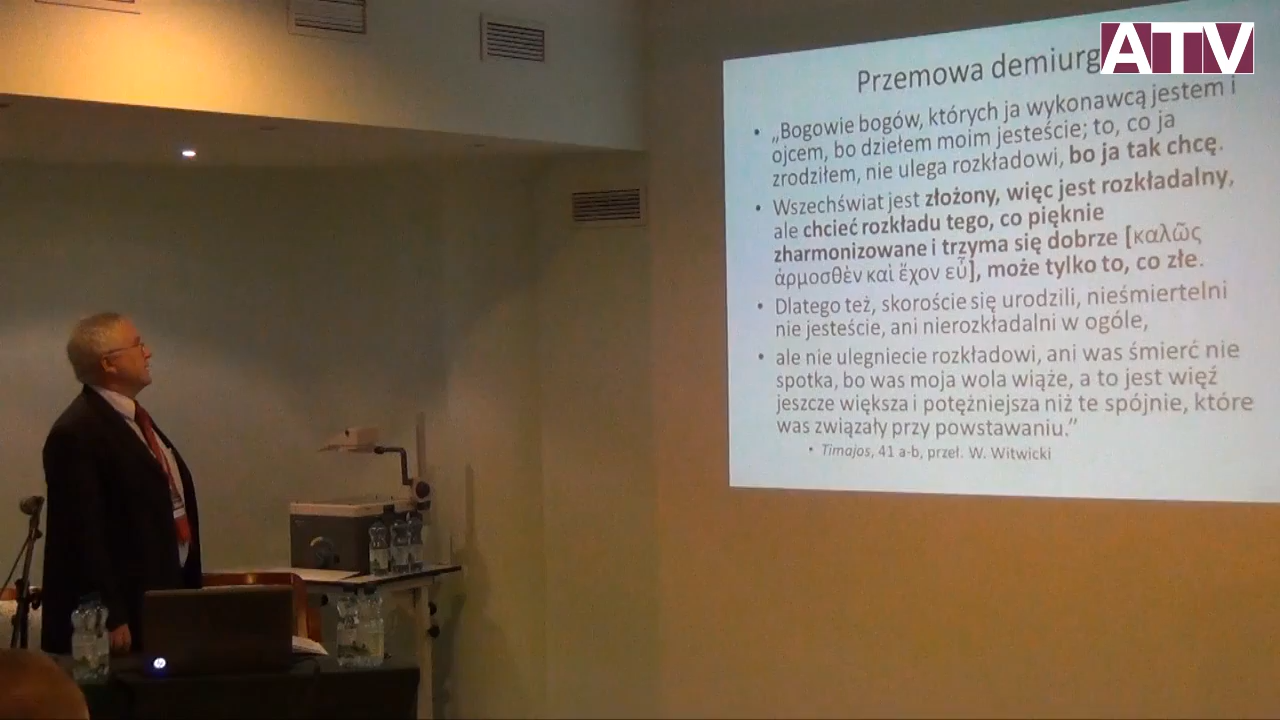 ATV
Przemowa demiurg
• „Bogowie bogów, których ja wykonawcą jestem i
ojcem, bo dziełem moim jesteście; to, co ja
zrodziłem, nie ulega rozkładowi, bo ja tak chcę.
• Wszechświat jest złożony, więc jest rozkładalny,
ale chcieć rozkładu tego, co pięknie
zharmonizowane i trzyma się dobrze [καλῶς
ἁρμοσθὲν καὶ ἔχον εὖ], może tylko to, co złe.
• Dlatego też, skoroście się urodzili, nieśmiertelni
nie jesteście, ani nierozkładalni w ogóle,
• ale nie ulegniecie rozkładowi, ani was śmierć nie
spotka, bo was moja wola wiąże, a to jest więź
jeszcze większa i potężniejsza niż te spójnie, które
was związały przy powstawaniu.”
• Timajos, 41 a-b, przeł. W. Witwicki
hp